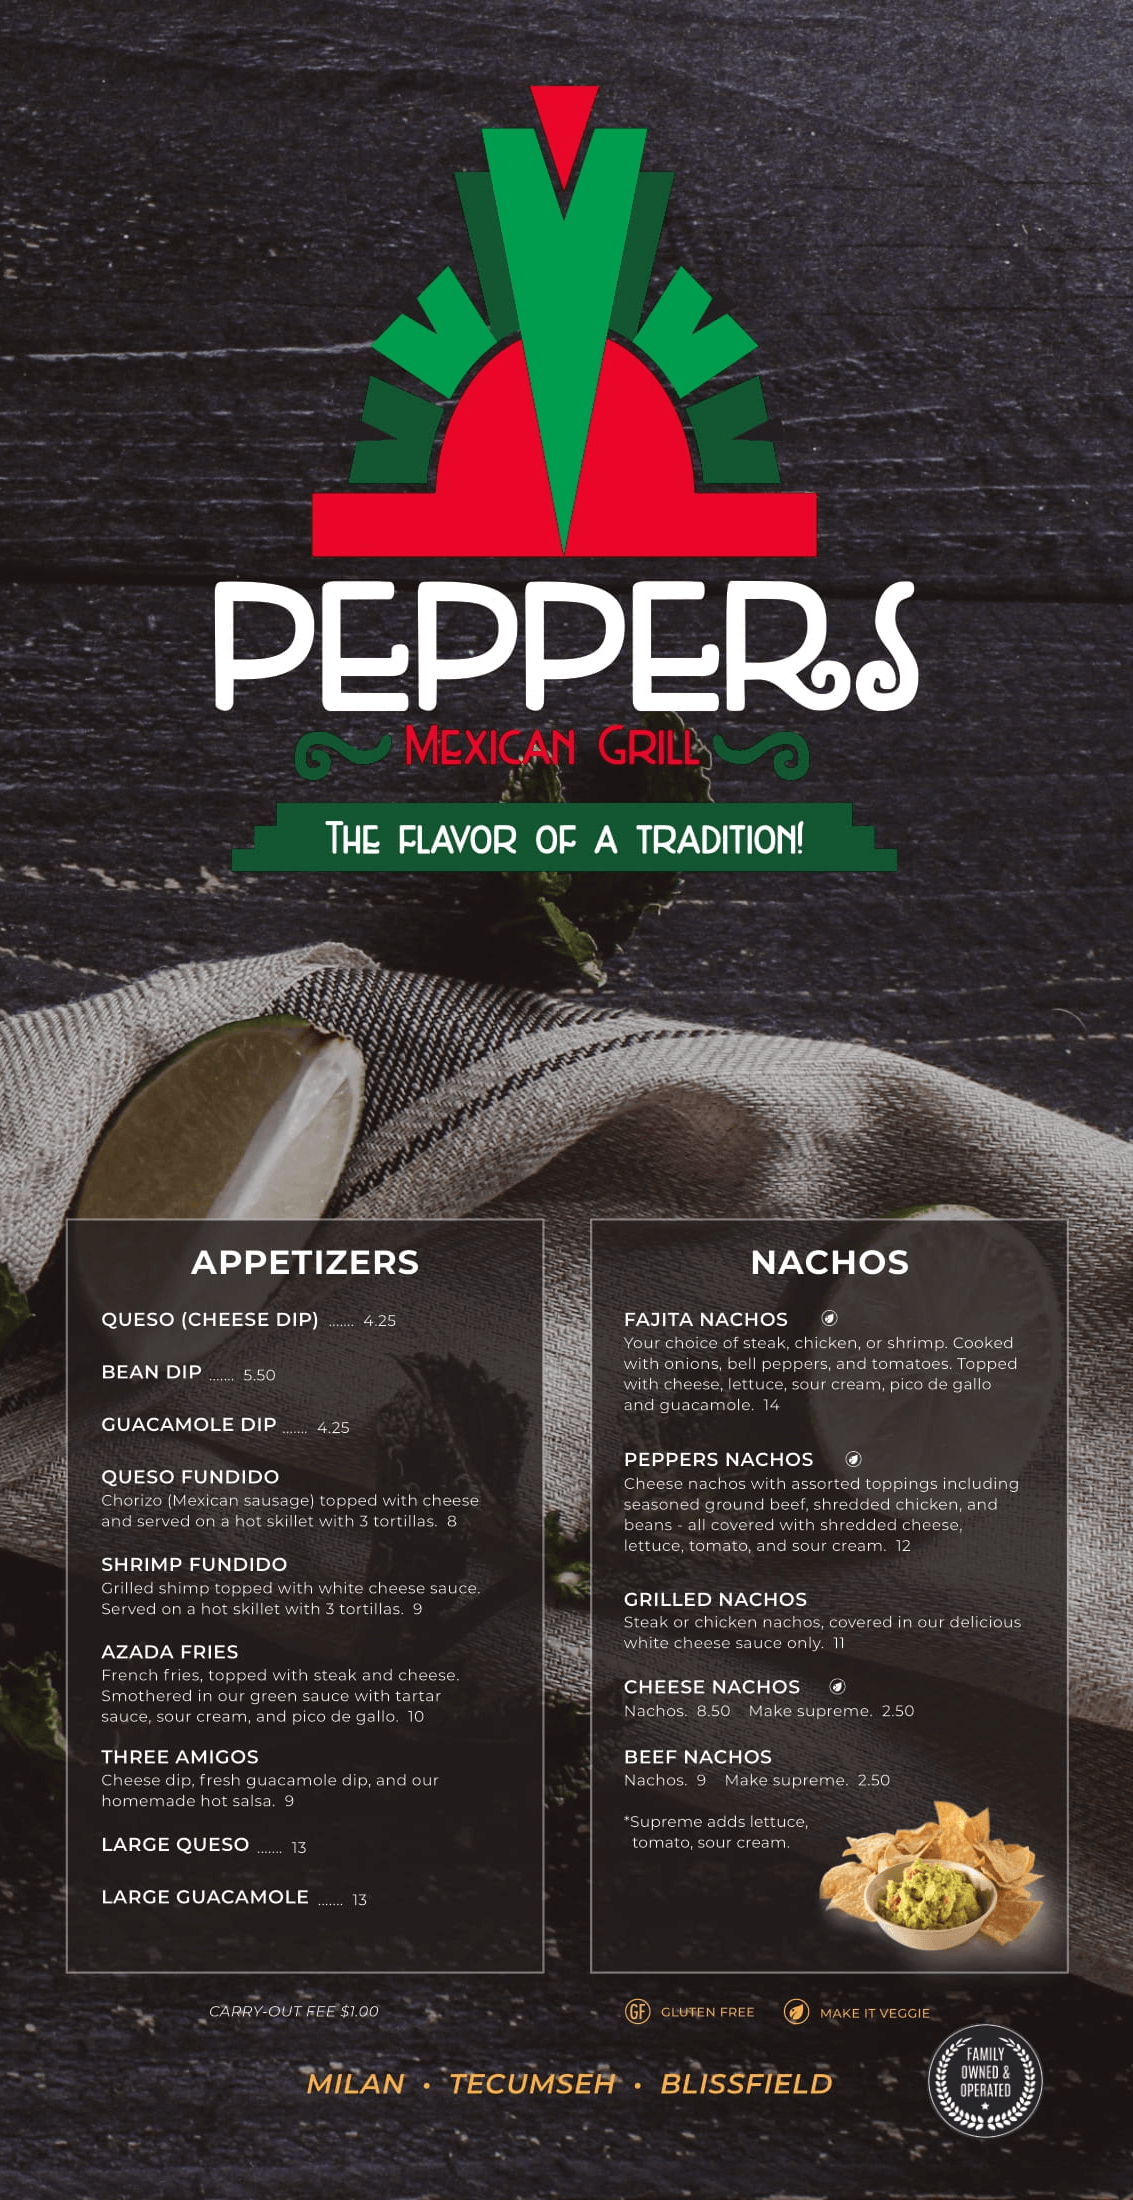 PEPPERS
MEXICAN GRILL
THE FLAVOR OF A TRADITION!
APPETIZERS
QUESO (CHEESE DIP) ....... 4.25
BEAN DIP ....... 5.50
GUACAMOLE DIP ....... 4.25
QUESO FUNDIDO
Chorizo (Mexican sausage) topped with cheese
and served on a hot skillet with 3 tortillas. 8
SHRIMP FUNDIDO
Grilled shimp topped with white cheese sauce.
Served on a hot skillet with 3 tortillas. 9
AZADA FRIES
French fries, topped with steak and cheese.
Smothered in our green sauce with tartar
sauce, sour cream, and pico de gallo. 10
THREE AMIGOS
Cheese dip, fresh guacamole dip, and our
homemade hot salsa. 9
LARGE QUESO ....... 13
LARGE GUACAMOLE ....... 13
NACHOS
FAJITA NACHOS
Your choice of steak, chicken, or shrimp. Cooked
with onions, bell peppers, and tomatoes. Topped
with cheese, lettuce, sour cream, pico de gallo
and guacamole. 14
PEPPERS NACHOS
Cheese nachos with assorted toppings including
seasoned ground beef, shredded chicken, and
beans - all covered with shredded cheese,
lettuce, tomato, and sour cream. 12
GRILLED NACHOS
Steak or chicken nachos, covered in our delicious
white cheese sauce only. 11
CHEESE NACHOS
Nachos. 8.50 Make supreme. 2.50
BEEF NACHOS
Nachos. 9 Make supreme. 2.50
*Supreme adds lettuce,
tomato, sour cream.
CARRY-OUT FEE $1.00
GF GLUTEN FREE MAKE IT VEGGIE
MILAN • TECUMSEH • BLISSFIELD
FAMILY
OWNED &
OPERATED